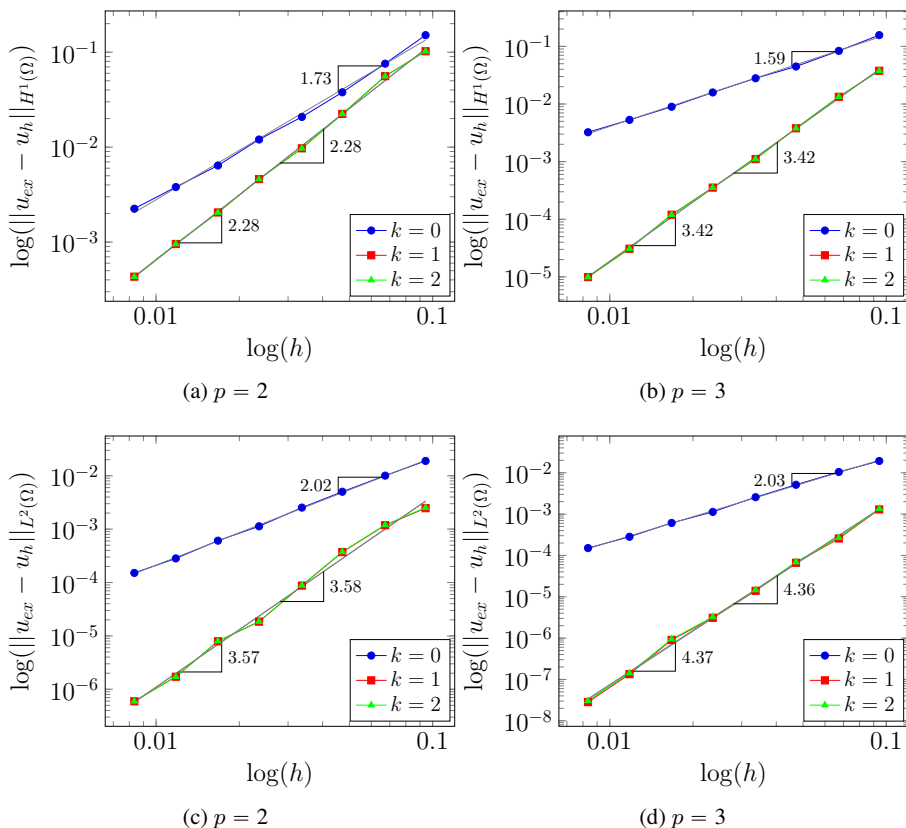 log(||u_{ex} − u_h||_{H^1(Ω)})
10^{-1}
10^{-2}
10^{-3}
1.73
2.28
2.28
k = 0
k = 1
k = 2
0.01
0.1
log(h)
(a) p = 2
log(||u_{ex} − u_h||_{H^1(Ω)})
10^{-1}
10^{-2}
10^{-3}
10^{-4}
10^{-5}
1.59
3.42
3.42
k = 0
k = 1
k = 2
0.01
0.1
log(h)
(b) p = 3
log(||u_{ex} − u_h||_{L^2(Ω)})
10^{-2}
10^{-3}
10^{-4}
10^{-5}
10^{-6}
2.02
3.58
3.57
k = 0
k = 1
k = 2
0.01
0.1
log(h)
(c) p = 2
log(||u_{ex} − u_h||_{L^2(Ω)})
10^{-1}
10^{-2}
10^{-3}
10^{-4}
10^{-5}
10^{-6}
10^{-7}
10^{-8}
2.03
4.36
4.37
k = 0
k = 1
k = 2
0.01
0.1
log(h)
(d) p = 3